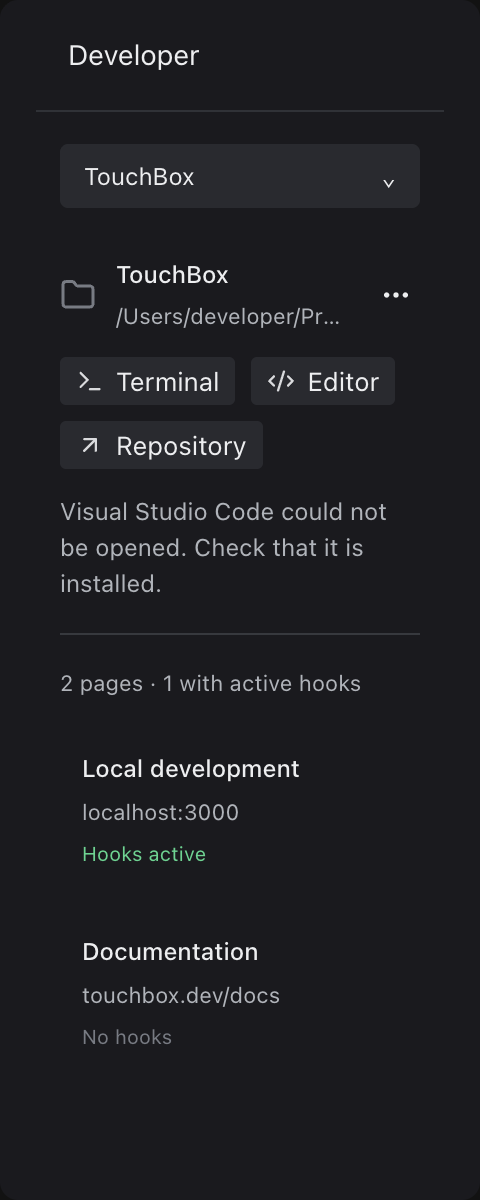 Developer
TouchBox
TouchBox
/Users/developer/Pr...
Terminal
Editor
Repository
Visual Studio Code could not
be opened. Check that it is
installed.
2 pages · 1 with active hooks
Local development
localhost:3000
Hooks active
Documentation
touchbox.dev/docs
No hooks